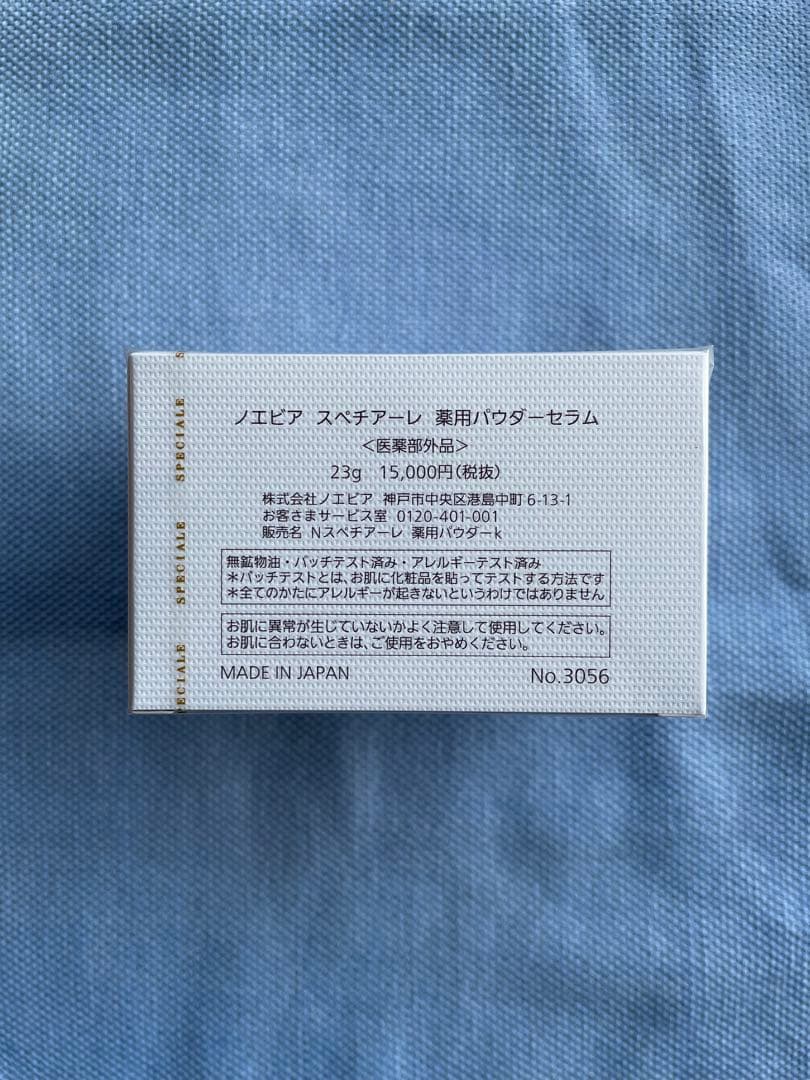 ノエビア スペチアーレ 薬用パウダーセラム
<医薬部外品>
23g 15,000円(税抜)
株式会社ノエビア 神戸市中央区港島中町6-13-1
お客さまサービス室 0120-401-001
販売名 Nスペチアーレ 薬用パウダーk
無鉱物油・パッチテスト済み・アレルギーテスト済み
*パッチテストとは、お肌に化粧品を貼ってテストする方法です
*全てのかたにアレルギーが起きないというわけではありません
お肌に異常が生じていないかよく注意して使用してください。
お肌に合わないときは、ご使用をおやめください。
MADE IN JAPAN
No.3056
S
SPECIALE
SPECIALE
PECIALE